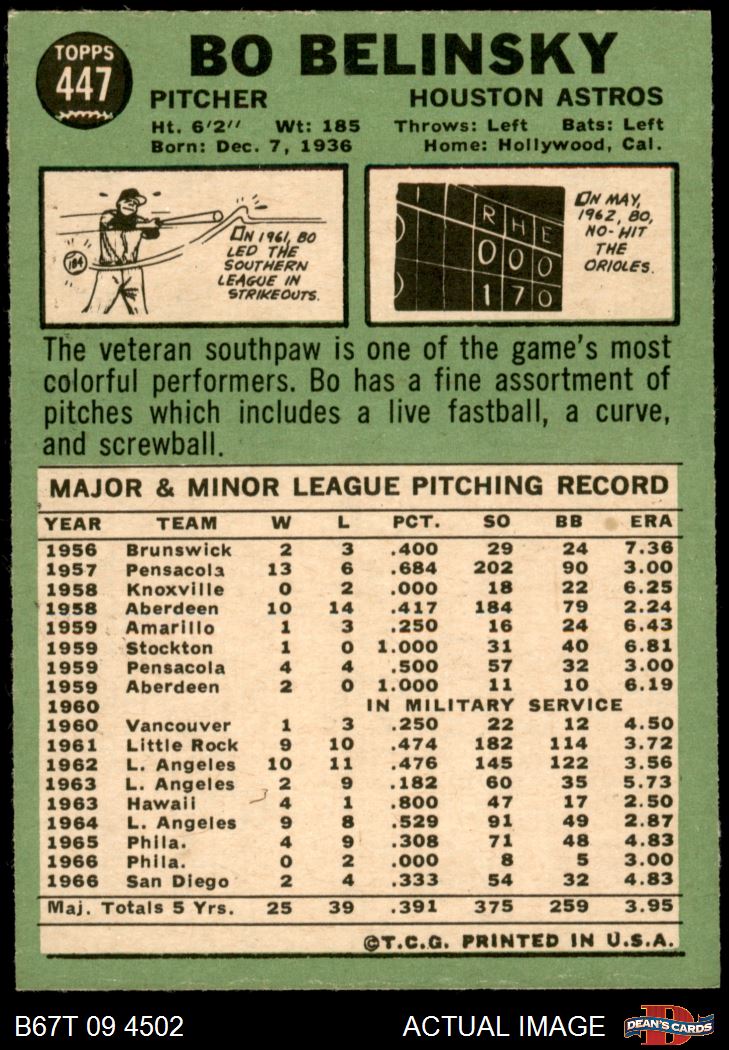 TOPPS
447
BO BELINSKY
PITCHER HOUSTON ASTROS
Ht. 6'2" Wt: 185 Throws: Left Bats: Left
Born: Dec. 7, 1936 Home: Hollywood, Cal.
184
IN 1961, BO
LED THE
SOUTHERN
LEAGUE IN
STRIKEOUTS.
1 R H E
0 0 0
1 7 0
ON MAY,
1962, BO,
NO-HIT
THE
ORIOLES.
The veteran southpaw is one of the game's most
colorful performers. Bo has a fine assortment of
pitches which includes a live fastball, a curve,
and screwball.
MAJOR & MINOR LEAGUE PITCHING RECORD
YEAR TEAM W L PCT. SO BB ERA
1956 Brunswick 2 3 .400 29 24 7.36
1957 Pensacola 13 6 .684 202 90 3.00
1958 Knoxville 0 2 .000 18 22 6.25
1958 Aberdeen 10 14 .417 184 79 2.24
1959 Amarillo 1 3 .250 16 24 6.43
1959 Stockton 1 0 1.000 31 40 6.81
1959 Pensacola 4 4 .500 57 32 3.00
1959 Aberdeen 2 0 1.000 11 10 6.19
1960 IN MILITARY SERVICE
1960 Vancouver 1 3 .250 22 12 4.50
1961 Little Rock 9 10 .474 182 114 3.72
1962 L. Angeles 10 11 .476 145 122 3.56
1963 L. Angeles 2 9 .182 60 35 5.73
1963 Hawaii 4 1 .800 47 17 2.50
1964 L. Angeles 9 8 .529 91 49 2.87
1965 Phila. 4 9 .308 71 48 4.83
1966 Phila. 0 2 .000 8 5 3.00
1966 San Diego 2 4 .333 54 32 4.83
Maj. Totals 5 Yrs. 25 39 .391 375 259 3.95
©T.C.G. PRINTED IN U.S.A.
B67T 09 4502 ACTUAL IMAGE D DEAN'S CARDS